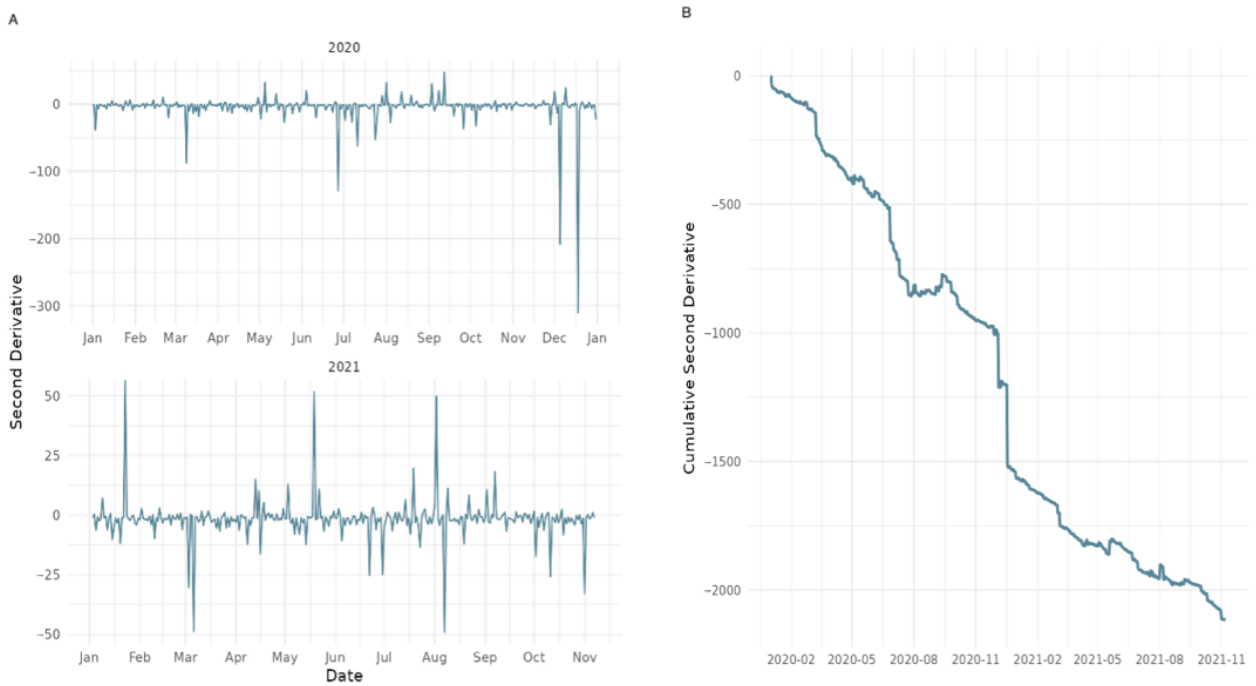 A
2020
0
−100
−200
−300
Jan Feb Mar Apr May Jun Jul Aug Sep Oct Nov Dec Jan
2021
50
25
0
−25
−50
Jan Feb Mar Apr May Jun Jul Aug Sep Oct Nov
Second Derivative
Date
B
0
−500
−1000
−1500
−2000
2020-02 2020-05 2020-08 2020-11 2021-02 2021-05 2021-08 2021-11
Cumulative Second Derivative